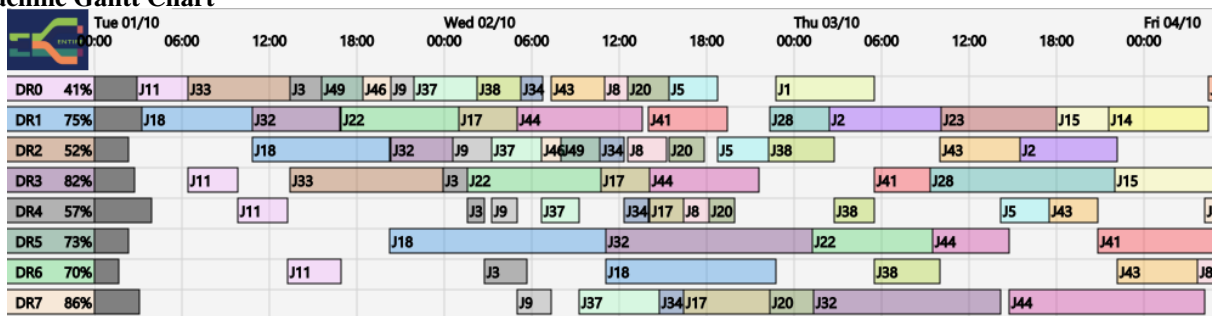 Machine Gantt Chart
Tue 01/10 Wed 02/10 Thu 03/10 Fri 04/10
00:00 06:00 12:00 18:00 00:00 06:00 12:00 18:00 00:00 06:00 12:00 18:00 00:00
DR0 41% J11 J33 J3 J49 J46 J9 J37 J38 J34 J43 J8 J20 J5 J1
DR1 75% J18 J32 J22 J17 J44 J41 J28 J2 J23 J15 J14
DR2 52% J18 J32 J9 J37 J46 J49 J34 J8 J20 J5 J38 J43 J2
DR3 82% J11 J33 J3 J22 J17 J44 J41 J28 J15
DR4 57% J11 J3 J9 J37 J34 J17 J8 J20 J38 J5 J43
DR5 73% J18 J32 J22 J44 J41
DR6 70% J11 J3 J18 J38 J43 J8
DR7 86% J9 J37 J34 J17 J20 J32 J44